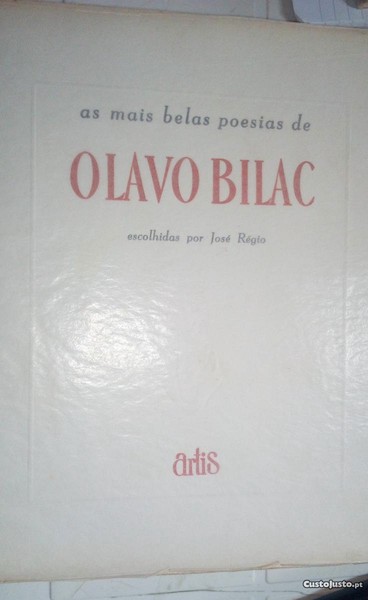 as mais belas poesias de
OLAVO BILAC
escolhidas por José Régio
artis
CustoJusto.pt